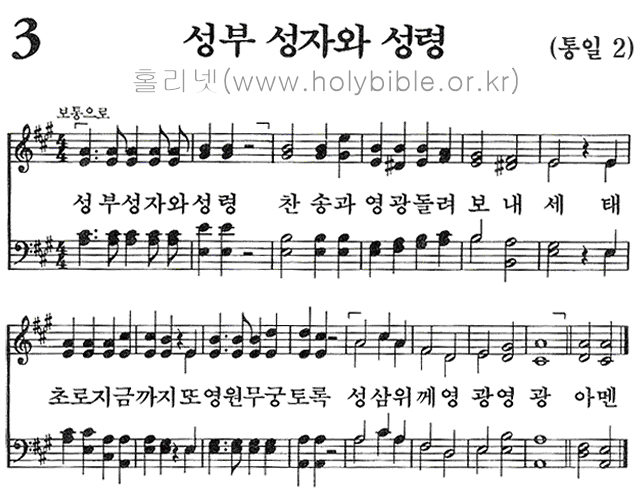 3 성부 성자와 성령 (통일 2)
홀리넷(www.holybible.or.kr)
보통으로
성 부 성 자 와 성 령 찬 송 과 영 광 돌 려 보 내 세 태
초 로 지 금 까 지 또 영 원 무 궁 토 록 성 삼 위 께 영 광 영 광 아 멘